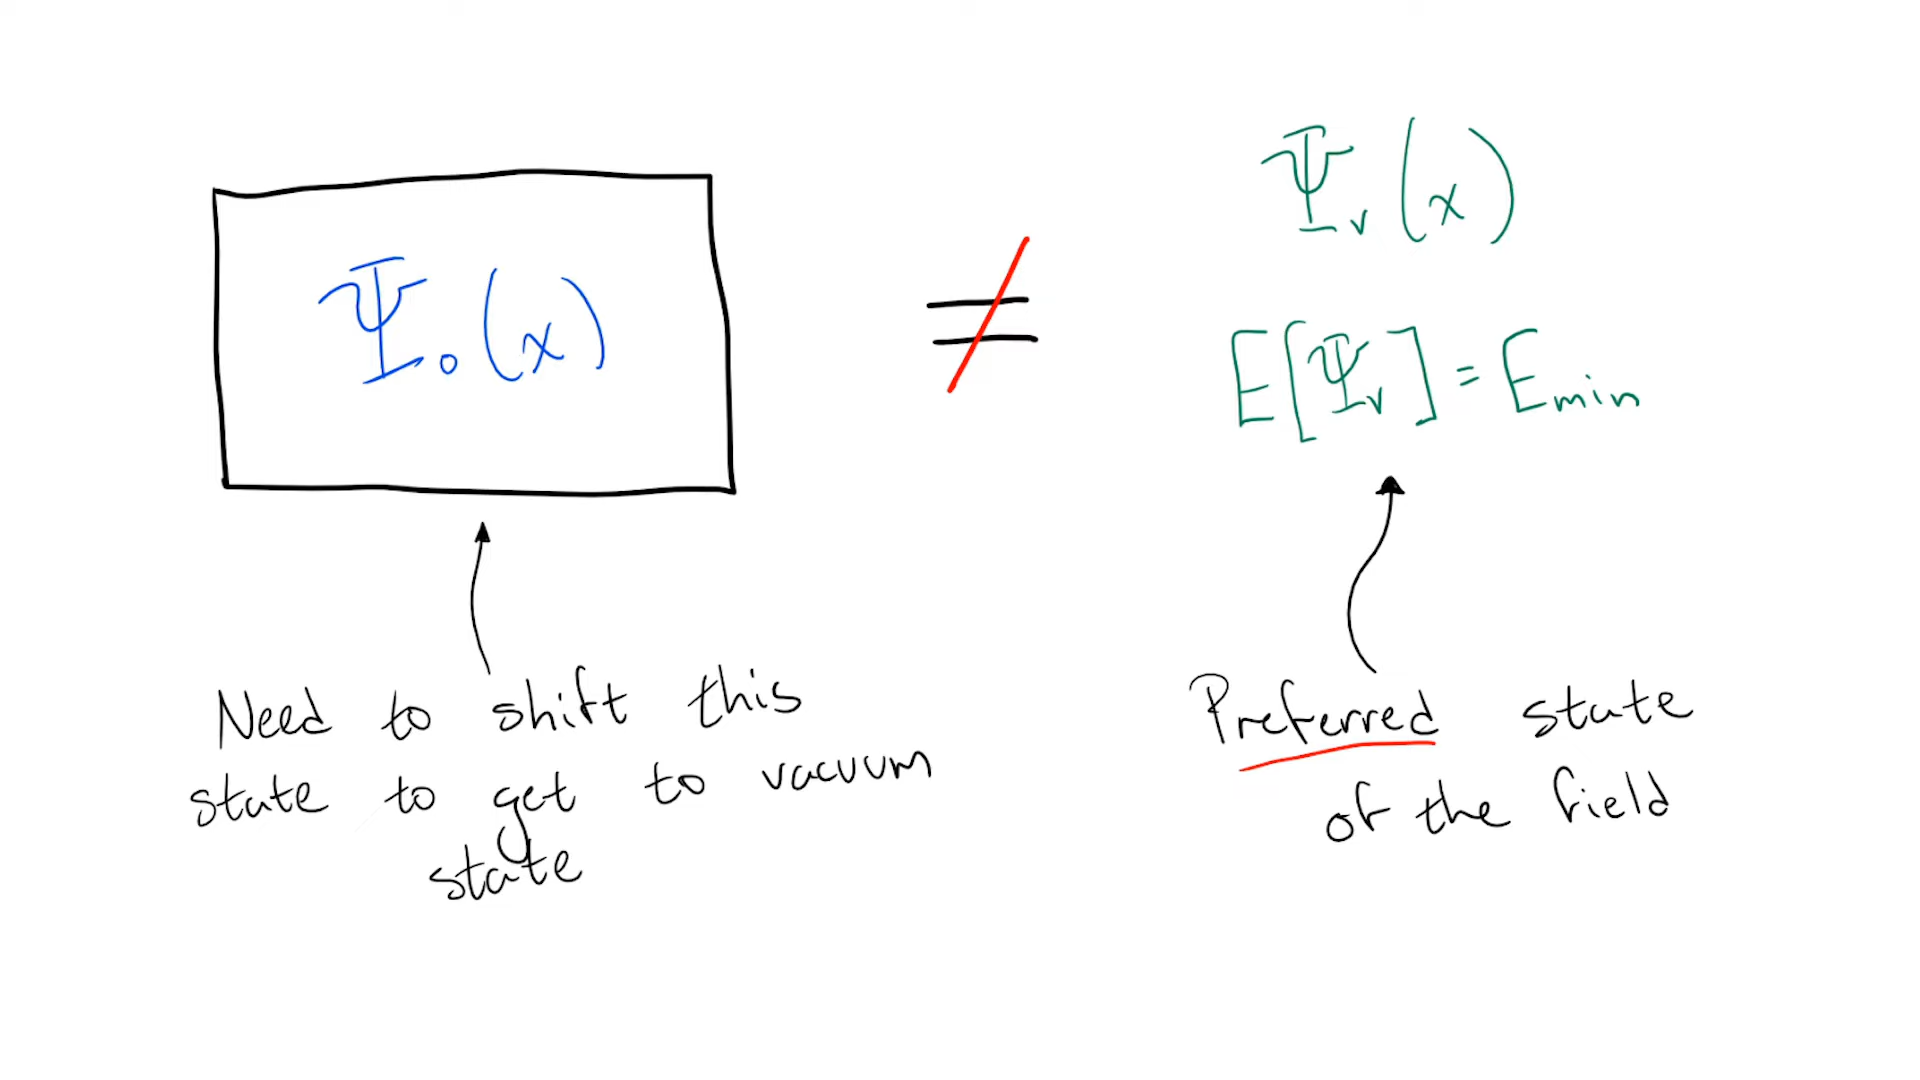 Ψ₀(x)
≠
Ψᵥ(x)
E[Ψᵥ] = Eₘᵢₙ
Need to shift this
state to get to vacuum
state
Preferred state
of the field